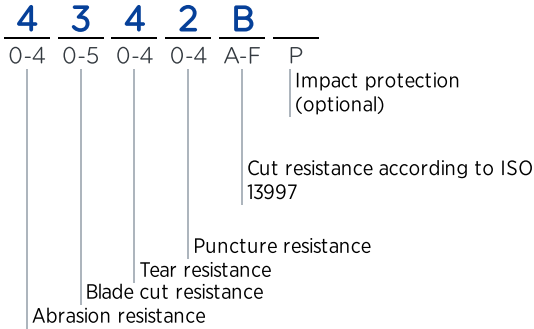 4 3 4 2 B
0-4 0-5 0-4 0-4 A-F P
Impact protection
(optional)
Cut resistance according to ISO
13997
Puncture resistance
Tear resistance
Blade cut resistance
Abrasion resistance